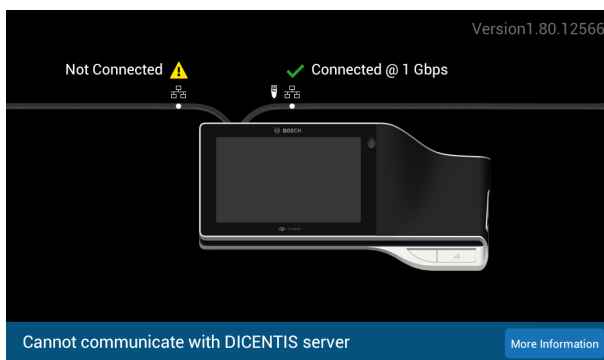 Version1.80.12566
Not Connected
Connected @ 1 Gbps
BOSCH
Cannot communicate with DICENTIS server
More Information